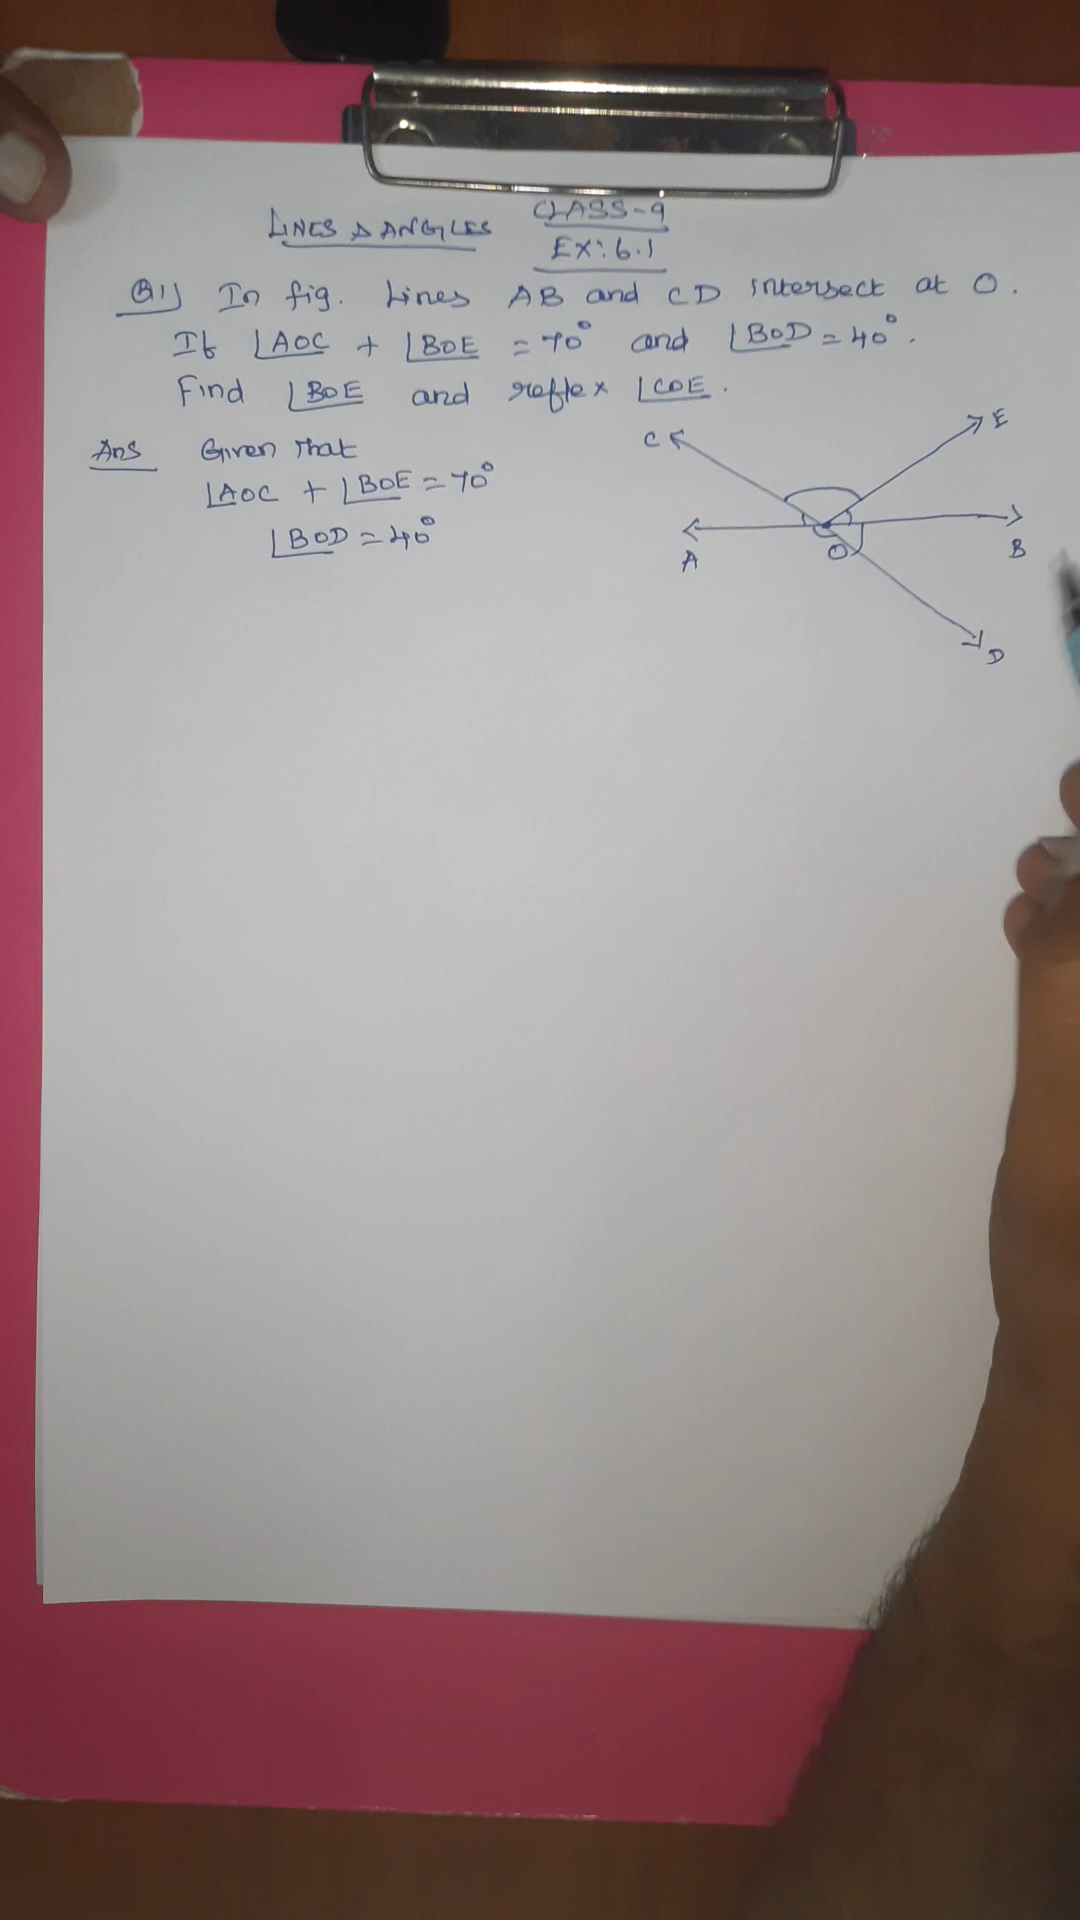 LINES & ANGLES CLASS-9
EX: 6.1
Q1) In fig. Lines AB and CD intersect at O.
If ∠AOC + ∠BOE = 70° and ∠BOD = 40°.
Find ∠BOE and reflex ∠COE.
Ans Given that
∠AOC + ∠BOE = 70°
∠BOD = 40°
C E
A O B
D